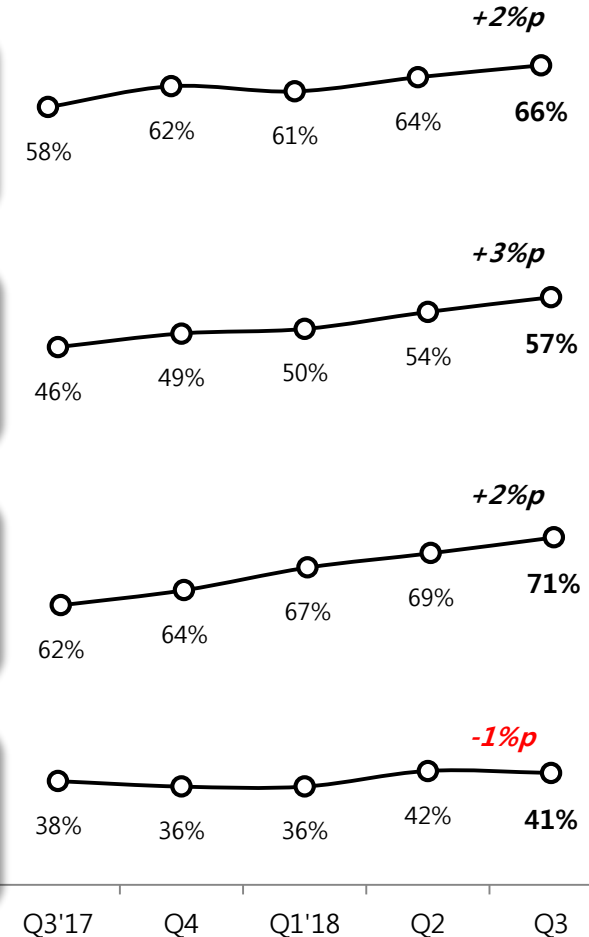 +2%p
58% 62% 61% 64% 66%
+3%p
46% 49% 50% 54% 57%
+2%p
62% 64% 67% 69% 71%
-1%p
38% 36% 36% 42% 41%
Q3'17 Q4 Q1'18 Q2 Q3